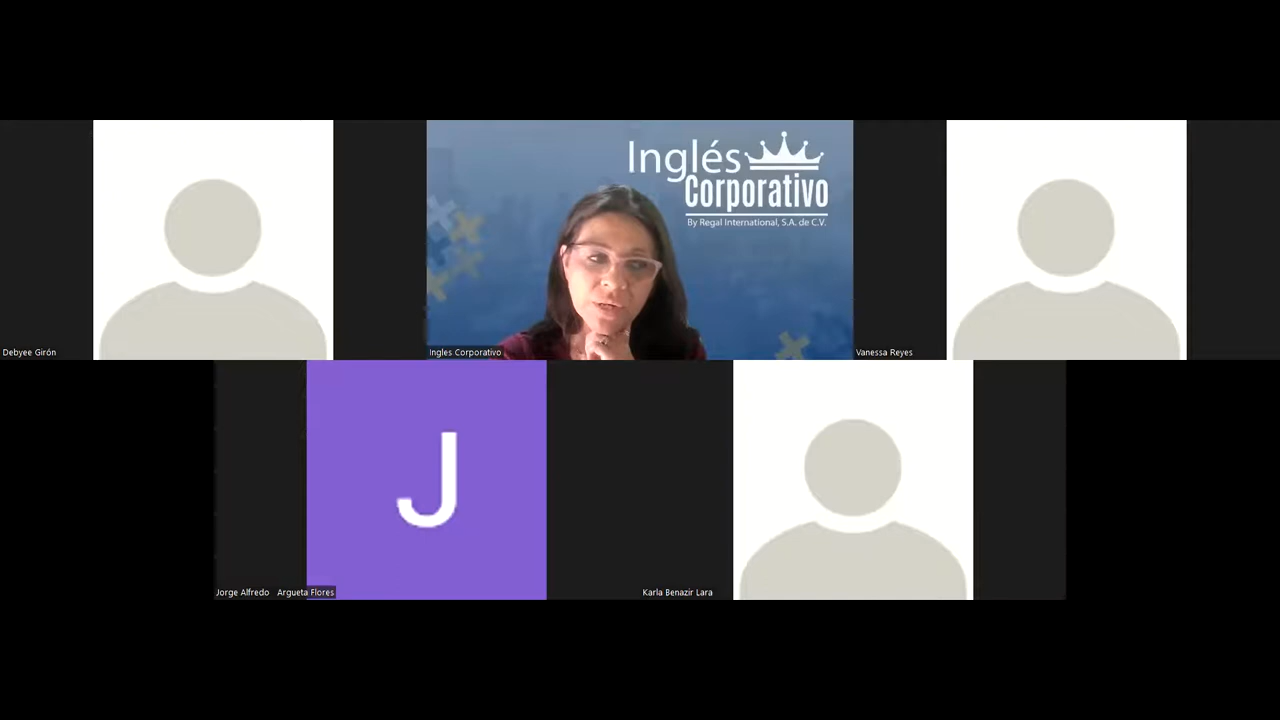 Inglés
Corporativo
By Regal International, S.A. de C.V.
Debyee Girón
Ingles Corporativo
Vanessa Reyes
J
Jorge Alfredo Argueta Flores
Karla Benazir Lara